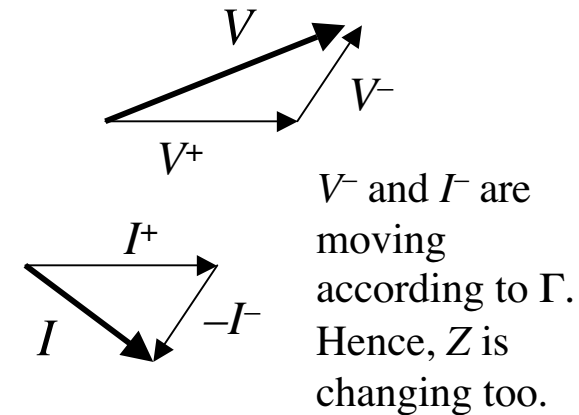 V
V–
V+
V– and I– are
moving
according to Γ.
Hence, Z is
changing too.
I+
–I–
I